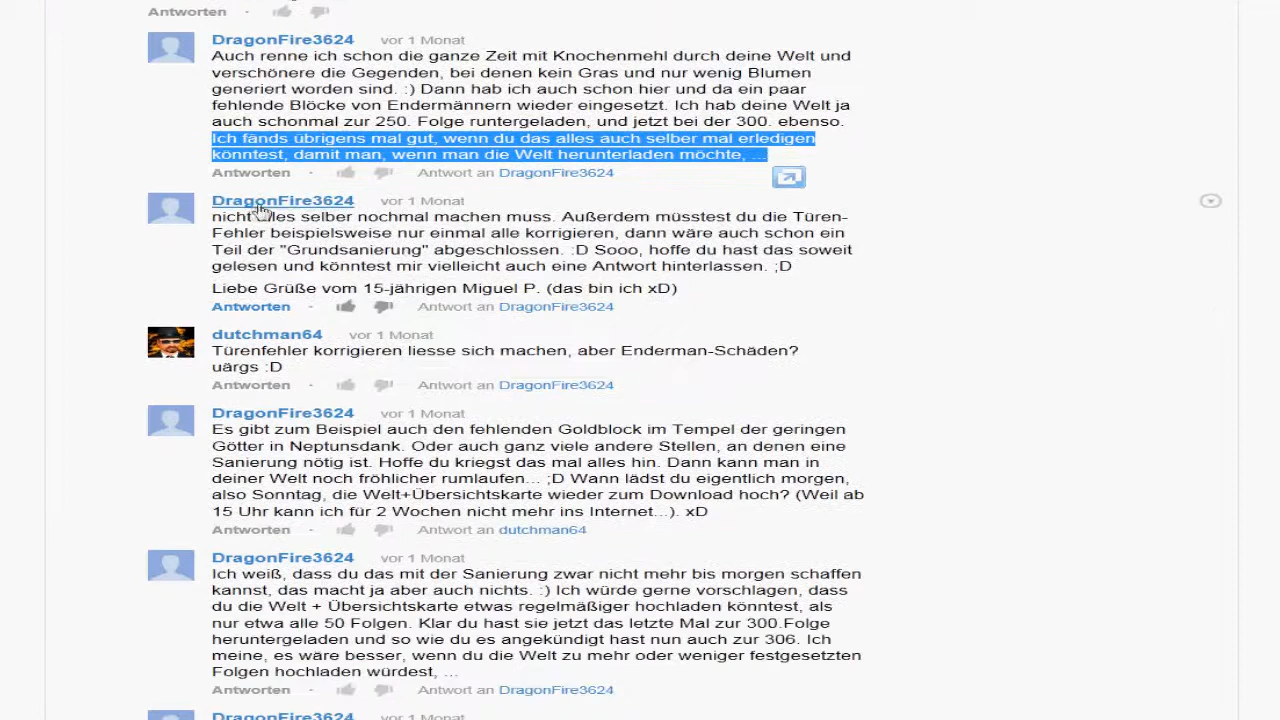 Antworten ·
DragonFire3624 vor 1 Monat
Auch renne ich schon die ganze Zeit mit Knochenmehl durch deine Welt und
verschönere die Gegenden, bei denen kein Gras und nur wenig Blumen
generiert worden sind. :) Dann hab ich auch schon hier und da ein paar
fehlende Blöcke von Endermännern wieder eingesetzt. Ich hab deine Welt ja
auch schonmal zur 250. Folge runtergeladen, und jetzt bei der 300. ebenso.
Ich fänds übrigens mal gut, wenn du das alles auch selber mal erledigen
könntest, damit man, wenn man die Welt herunterladen möchte, ...
Antworten · Antwort an DragonFire3624
DragonFire3624 vor 1 Monat
nicht alles selber nochmal machen muss. Außerdem müsstest du die Türen-
Fehler beispielsweise nur einmal alle korrigieren, dann wäre auch schon ein
Teil der "Grundsanierung" abgeschlossen. :D Sooo, hoffe du hast das soweit
gelesen und könntest mir vielleicht auch eine Antwort hinterlassen. ;D
Liebe Grüße vom 15-jährigen Miguel P. (das bin ich xD)
Antworten · Antwort an DragonFire3624
dutchman64 vor 1 Monat
Türenfehler korrigieren liesse sich machen, aber Enderman-Schäden?
uärgs :D
Antworten · Antwort an DragonFire3624
DragonFire3624 vor 1 Monat
Es gibt zum Beispiel auch den fehlenden Goldblock im Tempel der geringen
Götter in Neptunsdank. Oder auch ganz viele andere Stellen, an denen eine
Sanierung nötig ist. Hoffe du kriegst das mal alles hin. Dann kann man in
deiner Welt noch fröhlicher rumlaufen... ;D Wann lädst du eigentlich morgen,
also Sonntag, die Welt+Übersichtskarte wieder zum Download hoch? (Weil ab
15 Uhr kann ich für 2 Wochen nicht mehr ins Internet...). xD
Antworten · Antwort an dutchman64
DragonFire3624 vor 1 Monat
Ich weiß, dass du das mit der Sanierung zwar nicht mehr bis morgen schaffen
kannst, das macht ja aber auch nichts. :) Ich würde gerne vorschlagen, dass
du die Welt + Übersichtskarte etwas regelmäßiger hochladen könntest, als
nur etwa alle 50 Folgen. Klar du hast sie jetzt das letzte Mal zur 300.Folge
heruntergeladen und so wie du es angekündigt hast nun auch zur 306. Ich
meine, es wäre besser, wenn du die Welt zu mehr oder weniger festgesetzten
Folgen hochladen würdest, ...
Antworten · Antwort an DragonFire3624
DragonFire3624 vor 1 Monat